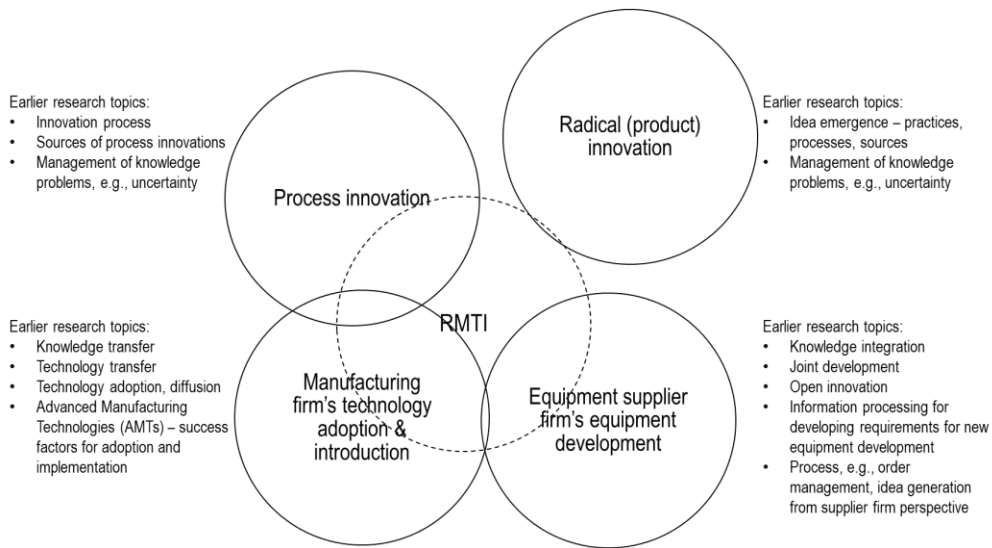 Earlier research topics:
• Innovation process
• Sources of process innovations
• Management of knowledge
problems, e.g., uncertainty
Process innovation
Radical (product)
innovation
Earlier research topics:
• Idea emergence – practices,
processes, sources
• Management of knowledge
problems, e.g., uncertainty
RMTI
Earlier research topics:
• Knowledge transfer
• Technology transfer
• Technology adoption, diffusion
• Advanced Manufacturing
Technologies (AMTs) – success
factors for adoption and
implementation
Manufacturing
firm's technology
adoption &
introduction
Equipment supplier
firm's equipment
development
Earlier research topics:
• Knowledge integration
• Joint development
• Open innovation
• Information processing for
developing requirements for new
equipment development
• Process, e.g., order
management, idea generation
from supplier firm perspective